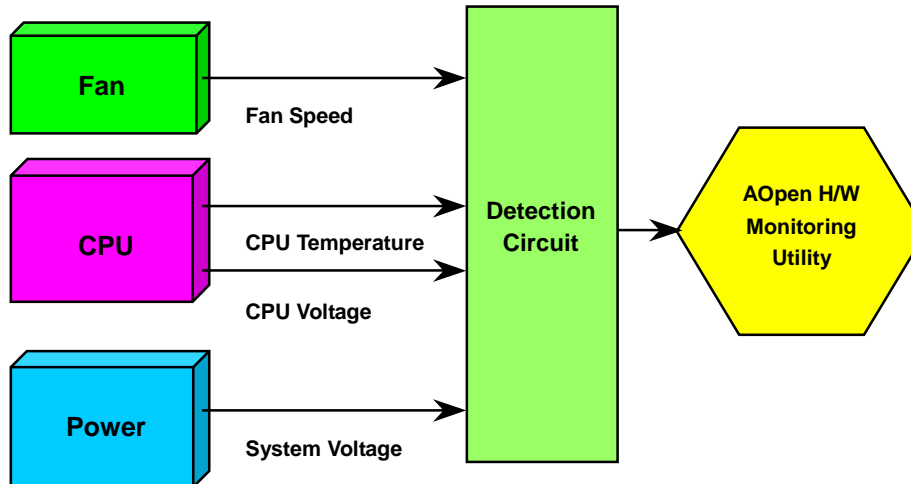 Fan
Fan Speed
CPU
CPU Temperature
CPU Voltage
Power
System Voltage
Detection
Circuit
AOpen H/W
Monitoring
Utility